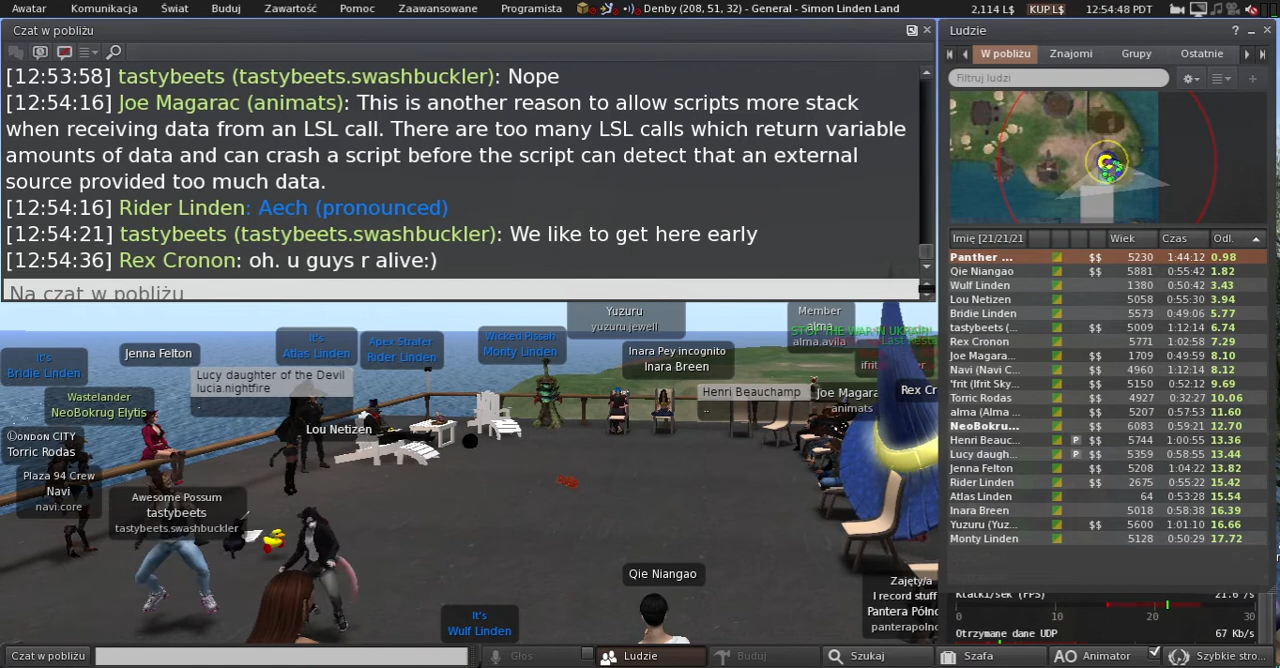 Awatar Komunikacja Świat Buduj Zawartość Pomoc Zaawansowane Programista Denby (208, 51, 32) - General - Simon Linden Land 2,114 L$ KUP L$ 12:54:48 PDT
Czat w pobliżu
[12:53:58] tastybeets (tastybeets.swashbuckler): Nope
[12:54:16] Joe Magarac (animats): This is another reason to allow scripts more stack
when receiving data from an LSL call. There are too many LSL calls which return variable
amounts of data and can crash a script before the script can detect that an external
source provided too much data.
[12:54:16] Rider Linden: Aech (pronounced)
[12:54:21] tastybeets (tastybeets.swashbuckler): We like to get here early
[12:54:36] Rex Cronon: oh. u guys r alive:)
Na czat w pobliżu
It's
Bridie Linden
Jenna Felton
It's
Atlas Linden
Apex Strafer
Rider Linden
Wicked Pissah
Monty Linden
Yuzuru
yuzuru.jewell
Inara Pey incognito
Inara Breen
Member
alma
alma.avila
STOP THE WAR IN UKRAIN!
Lucy daughter of the Devil
lucia.nightfire
.
Wastelander
NeoBokrug Elytis
Lou Netizen
Henri Beauchamp
..
Joe Magara
animats
Rex Cr
LONDON CITY
Torric Rodas
Plaza 94 Crew
Navi
navi.core
Awesome Possum
tastybeets
tastybeets.swashbuckler
Qie Niangao
It's
Wulf Linden
Zajęty/a
I record stuff
Pantera Półno
panterapolno
Ludzie
W pobliżu Znajomi Grupy Ostatnie
Filtruj ludzi
Imię [21/21/21 Wiek Czas Odl.
Panther ... $$ 5230 1:44:12 0.98
Qie Niangao $$ 5881 0:55:42 1.82
Wulf Linden 1380 0:50:42 3.43
Lou Netizen 5058 0:55:30 3.94
Bridie Linden 5573 0:49:06 5.77
tastybeets (... $$ 5009 1:12:14 6.74
Rex Cronon 5771 1:02:58 7.29
Joe Magara... $$ 1709 0:49:59 8.10
Navi (Navi C... $$ 4960 1:12:14 8.12
'frit (Ifrit Sky... $$ 5150 0:52:12 9.69
Torric Rodas $$ 4927 0:32:27 10.06
alma (Alma ... $$ 5207 0:57:53 11.60
NeoBokru... $$ 6083 0:59:21 12.70
Henri Beauc... P $$ 5744 1:00:55 13.36
Lucy daugh... P $$ 5359 0:58:55 13.44
Jenna Felton $$ 5208 1:04:22 13.82
Rider Linden $$ 2675 0:55:22 15.42
Atlas Linden 64 0:53:28 15.54
Inara Breen 5018 0:58:38 16.39
Yuzuru (Yuz... $$ 5600 1:01:10 16.66
Monty Linden 5128 0:50:29 17.72
Klatki/sek (FPS) 21.6 /s
0 10 20 30
Otrzymane dane UDP 67 Kb/s
Czat w pobliżu Głos Ludzie Buduj Szukaj Szafa AO Animator Szybkie stro...